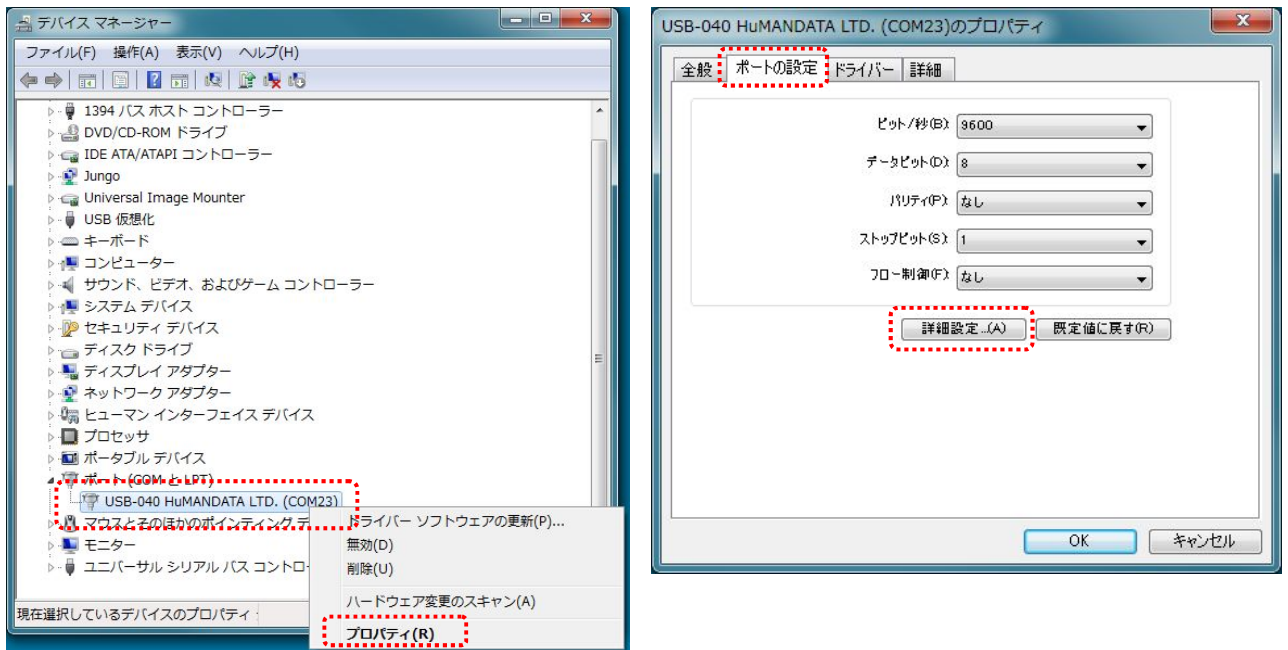 デバイス マネージャー
ファイル(F) 操作(A) 表示(V) ヘルプ(H)
1394 バス ホスト コントローラー
DVD/CD-ROM ドライブ
IDE ATA/ATAPI コントローラー
Jungo
Universal Image Mounter
USB 仮想化
キーボード
コンピューター
サウンド、ビデオ、およびゲーム コントローラー
システム デバイス
セキュリティ デバイス
ディスク ドライブ
ディスプレイ アダプター
ネットワーク アダプター
ヒューマン インターフェイス デバイス
プロセッサ
ポータブル デバイス
ポート (COM と LPT)
USB-040 HuMANDATA LTD. (COM23)
マウスとそのほかのポインティング デ
モニター
ユニバーサル シリアル バス コントロー
現在選択しているデバイスのプロパティ
ドライバー ソフトウェアの更新(P)...
無効(D)
削除(U)
ハードウェア変更のスキャン(A)
プロパティ(R)
USB-040 HuMANDATA LTD. (COM23)のプロパティ
全般 ポートの設定 ドライバー 詳細
ビット/秒(B): 9600
データ ビット(D): 8
パリティ(P): なし
ストップ ビット(S): 1
フロー制御(F): なし
詳細設定...(A) 既定値に戻す(R)
OK キャンセル